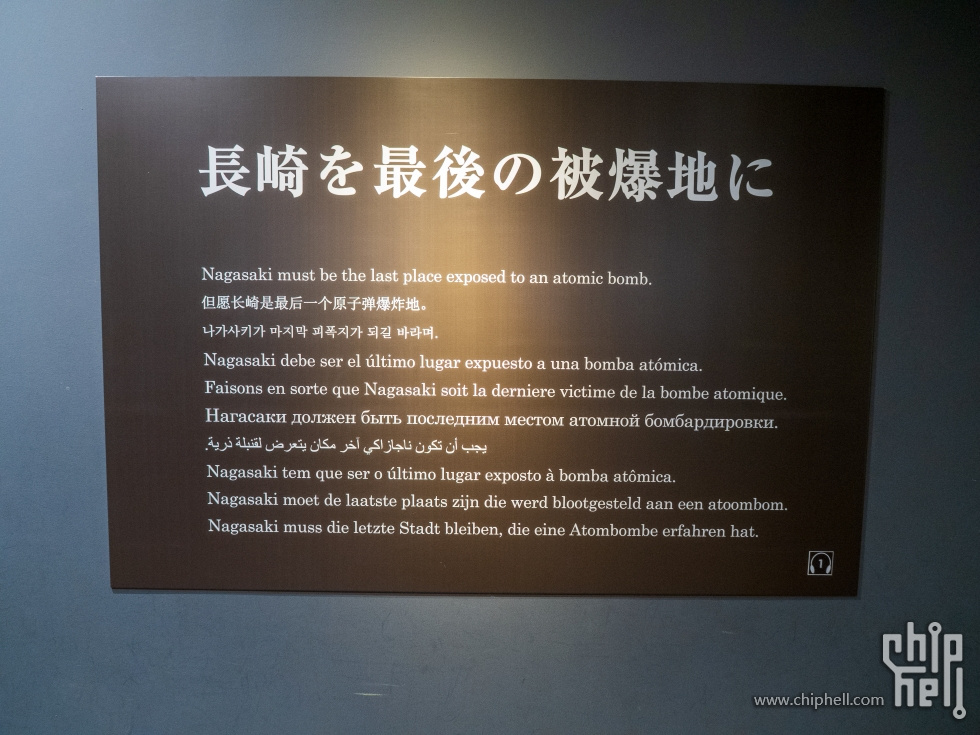 長崎を最後の被爆地に
Nagasaki must be the last place exposed to an atomic bomb.
但愿长崎是最后一个原子弹爆炸地。
나가사키가 마지막 피폭지가 되길 바라며.
Nagasaki debe ser el último lugar expuesto a una bomba atómica.
Faisons en sorte que Nagasaki soit la derniere victime de la bombe atomique.
Нагасаки должен быть последним местом атомной бомбардировки.
يجب أن تكون ناجازاكي آخر مكان يتعرض لقنبلة ذرية.
Nagasaki tem que ser o último lugar exposto à bomba atômica.
Nagasaki moet de laatste plaats zijn die werd blootgesteld aan een atoombom.
Nagasaki muss die letzte Stadt bleiben, die eine Atombombe erfahren hat.
1
chip
hell
www.chiphell.com